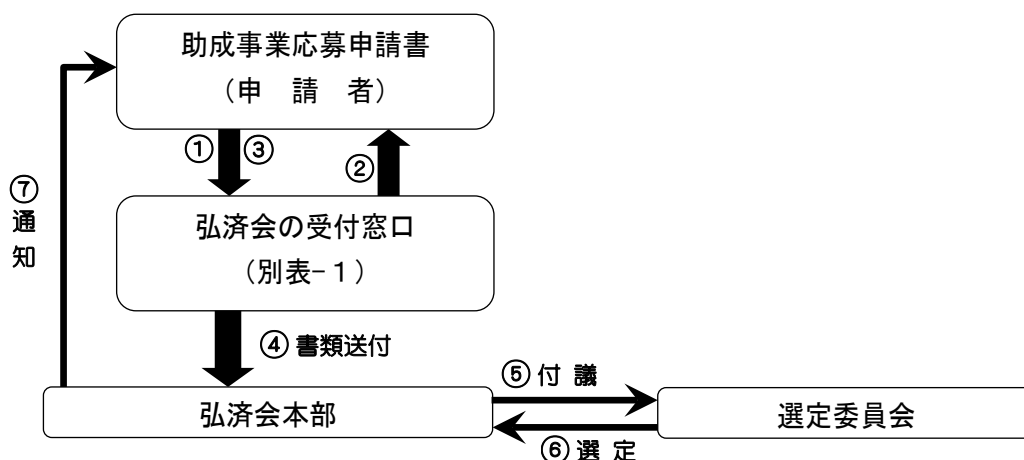 助成事業応募申請書
（申　請　者）
① ③
②
⑦
通
知
弘済会の受付窓口
（別表-１）
④ 書類送付
⑤ 付 議
弘済会本部
選定委員会
⑥ 選 定